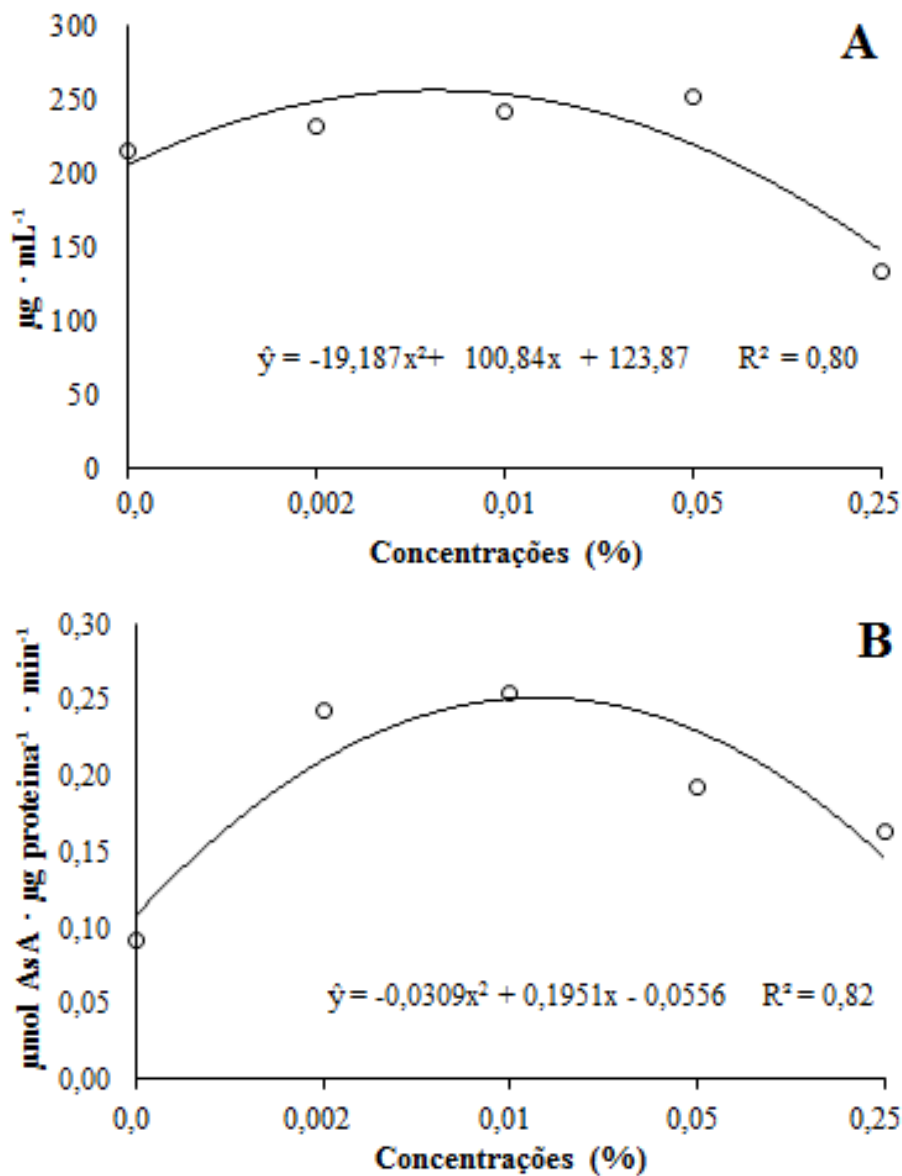 A
300
250
200
150
100
50
0
µg · mL⁻¹
ŷ = -19,187x²+ 100,84x + 123,87 R² = 0,80
0,0 0,002 0,01 0,05 0,25
Concentrações (%)
B
0,30
0,25
0,20
0,15
0,10
0,05
0,00
µmol AsA · µg proteina⁻¹ · min⁻¹
ŷ = -0,0309x² + 0,1951x - 0,0556 R² = 0,82
0,0 0,002 0,01 0,05 0,25
Concentrações (%)